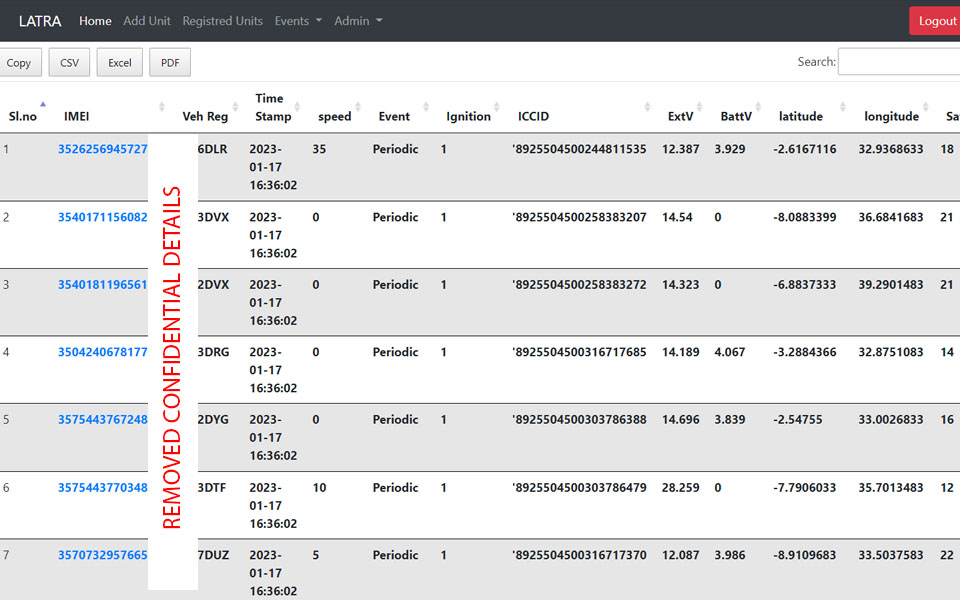 LATRA Home Add Unit Registred Units Events Admin Logout
Copy CSV Excel PDF Search:
Sl.no IMEI Veh Reg Time Stamp speed Event Ignition ICCID ExtV BattV latitude longitude Sa
1 3526256945727 6DLR 2023-01-17 16:36:02 35 Periodic 1 '8925504500244811535 12.387 3.929 -2.6167116 32.9368633 18
2 3540171156082 3DVX 2023-01-17 16:36:02 0 Periodic 1 '8925504500258383207 14.54 0 -8.0883399 36.6841683 21
3 3540181196561 2DVX 2023-01-17 16:36:02 0 Periodic 1 '8925504500258383272 14.323 0 -6.8837333 39.2901483 21
4 3504240678177 3DRG 2023-01-17 16:36:02 0 Periodic 1 '8925504500316717685 14.189 4.067 -3.2884366 32.8751083 14
5 3575443767248 2DYG 2023-01-17 16:36:02 0 Periodic 1 '8925504500303786388 14.696 3.839 -2.54755 33.0026833 16
6 3575443770348 3DTF 2023-01-17 16:36:02 10 Periodic 1 '8925504500303786479 28.259 0 -7.7906033 35.7013483 12
7 3570732957665 7DUZ 2023-01-17 16:36:02 5 Periodic 1 '8925504500316717370 12.087 3.986 -8.9109683 33.5037583 22
REMOVED CONFIDENTIAL DETAILS